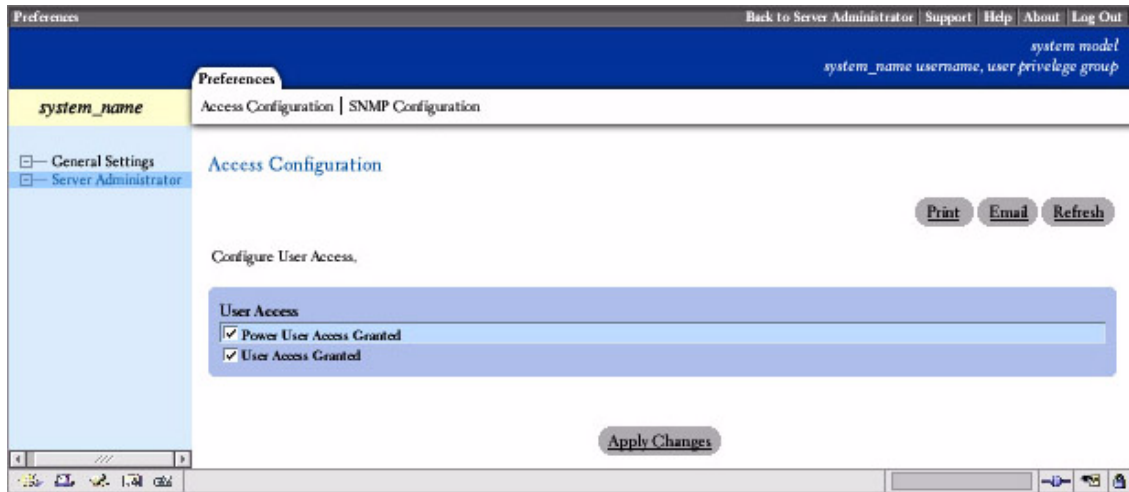 Preferences
Back to Server Administrator | Support | Help | About | Log Out
system model
system_name username, user privelege group
Preferences
system_name
Access Configuration | SNMP Configuration
General Settings
Server Administrator
Access Configuration
Print
Email
Refresh
Configure User Access.
User Access
Power User Access Granted
User Access Granted
Apply Changes